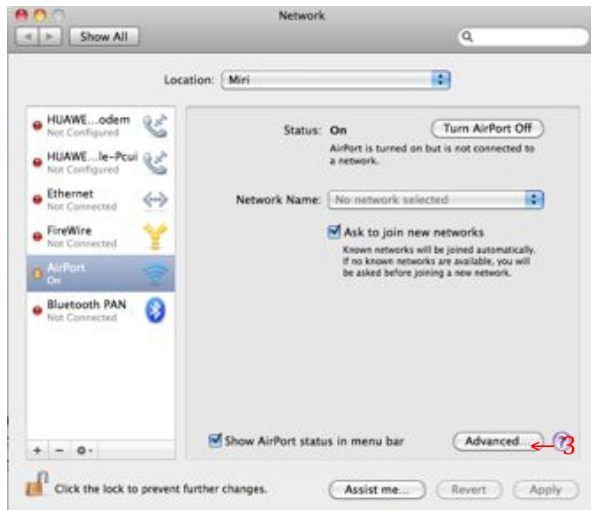 Network
Show All
Location: Miri
HUAWE...odem
Not Configured
HUAWE...le-Pcui
Not Configured
Ethernet
Not Connected
FireWire
Not Connected
AirPort
On
Bluetooth PAN
Not Connected
Status: On
Turn AirPort Off
AirPort is turned on but is not connected to
a network.
Network Name: No network selected
Ask to join new networks
Known networks will be joined automatically.
If no known networks are available, you will
be asked before joining a new network.
Show AirPort status in menu bar
Advanced...
?
3
Click the lock to prevent further changes.
Assist me...
Revert
Apply